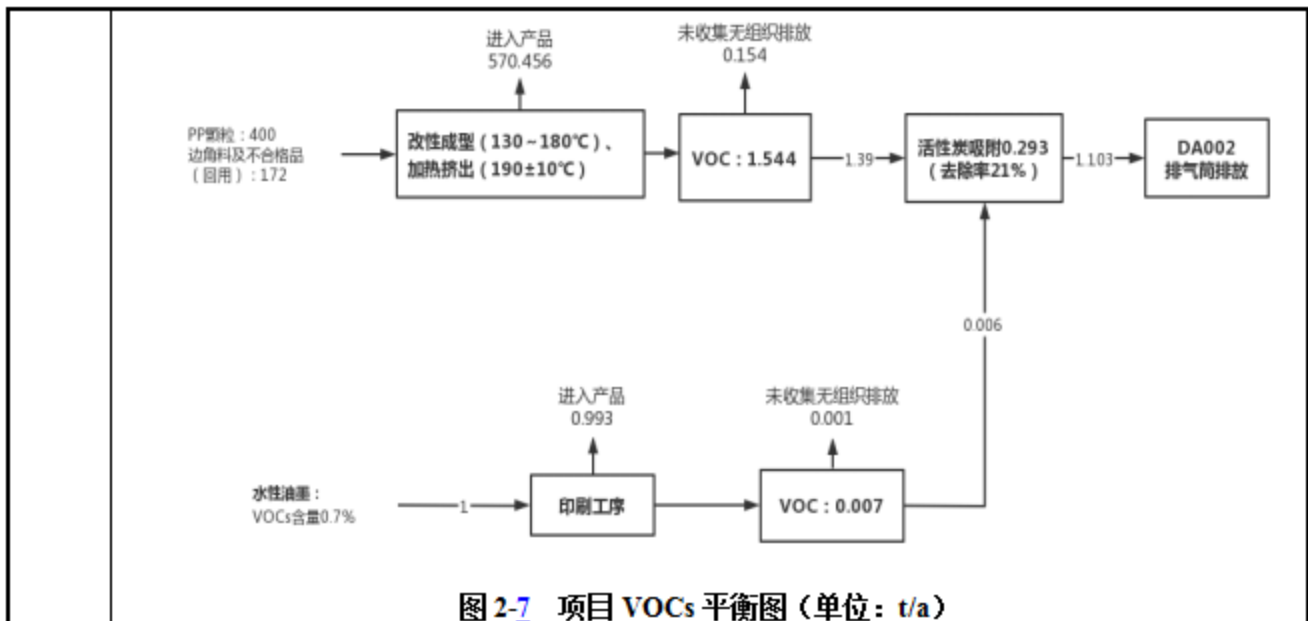 进入产品
570.456
未收集无组织排放
0.154
PP颗粒：400
边角料及不合格品
（回用）：172
改性成型（130~180℃）、
加热挤出（190±10℃）
VOC：1.544
1.39
活性炭吸附0.293
（去除率21%）
1.103
DA002
排气筒排放
0.006
进入产品
0.993
未收集无组织排放
0.001
水性油墨：
VOCs含量0.7%
1
印刷工序
VOC：0.007
图 2-7 项目 VOCs 平衡图（单位：t/a）